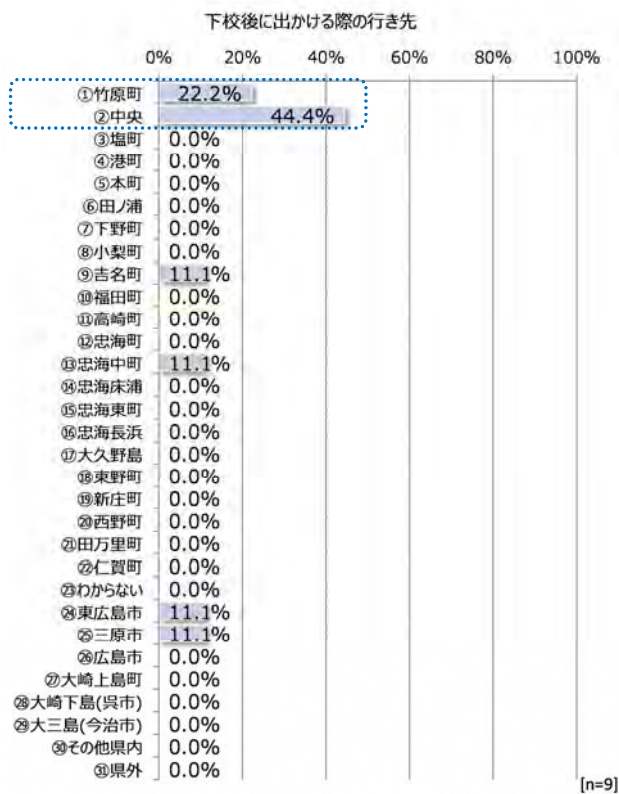 下校後に出かける際の行き先
0% 20% 40% 60% 80% 100%
①竹原町 22.2%
②中央 44.4%
③塩町 0.0%
④港町 0.0%
⑤本町 0.0%
⑥田ノ浦 0.0%
⑦下野町 0.0%
⑧小梨町 0.0%
⑨吉名町 11.1%
⑩福田町 0.0%
⑪高崎町 0.0%
⑫忠海町 0.0%
⑬忠海中町 11.1%
⑭忠海床浦 0.0%
⑮忠海東町 0.0%
⑯忠海長浜 0.0%
⑰大久野島 0.0%
⑱東野町 0.0%
⑲新庄町 0.0%
⑳西野町 0.0%
㉑田万里町 0.0%
㉒仁賀町 0.0%
㉓わからない 0.0%
㉔東広島市 11.1%
㉕三原市 11.1%
㉖広島市 0.0%
㉗大崎上島町 0.0%
㉘大崎下島(呉市) 0.0%
㉙大三島(今治市) 0.0%
㉚その他県内 0.0%
㉛県外 0.0%
[n=9]